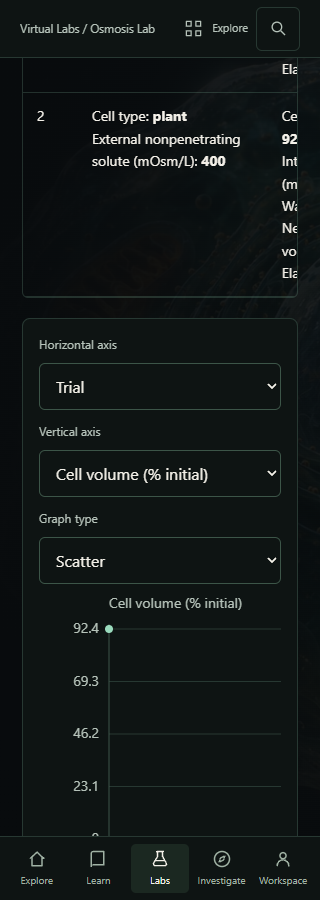 Virtual Labs / Osmosis Lab
Explore
Ela
2
Cell type: plant
External nonpenetrating
solute (mOsm/L): 400
Ce
92
Int
(m
Wa
Ne
vo
Ela
Horizontal axis
Trial
Vertical axis
Cell volume (% initial)
Graph type
Scatter
Cell volume (% initial)
92.4
69.3
46.2
23.1
Explore
Learn
Labs
Investigate
Workspace